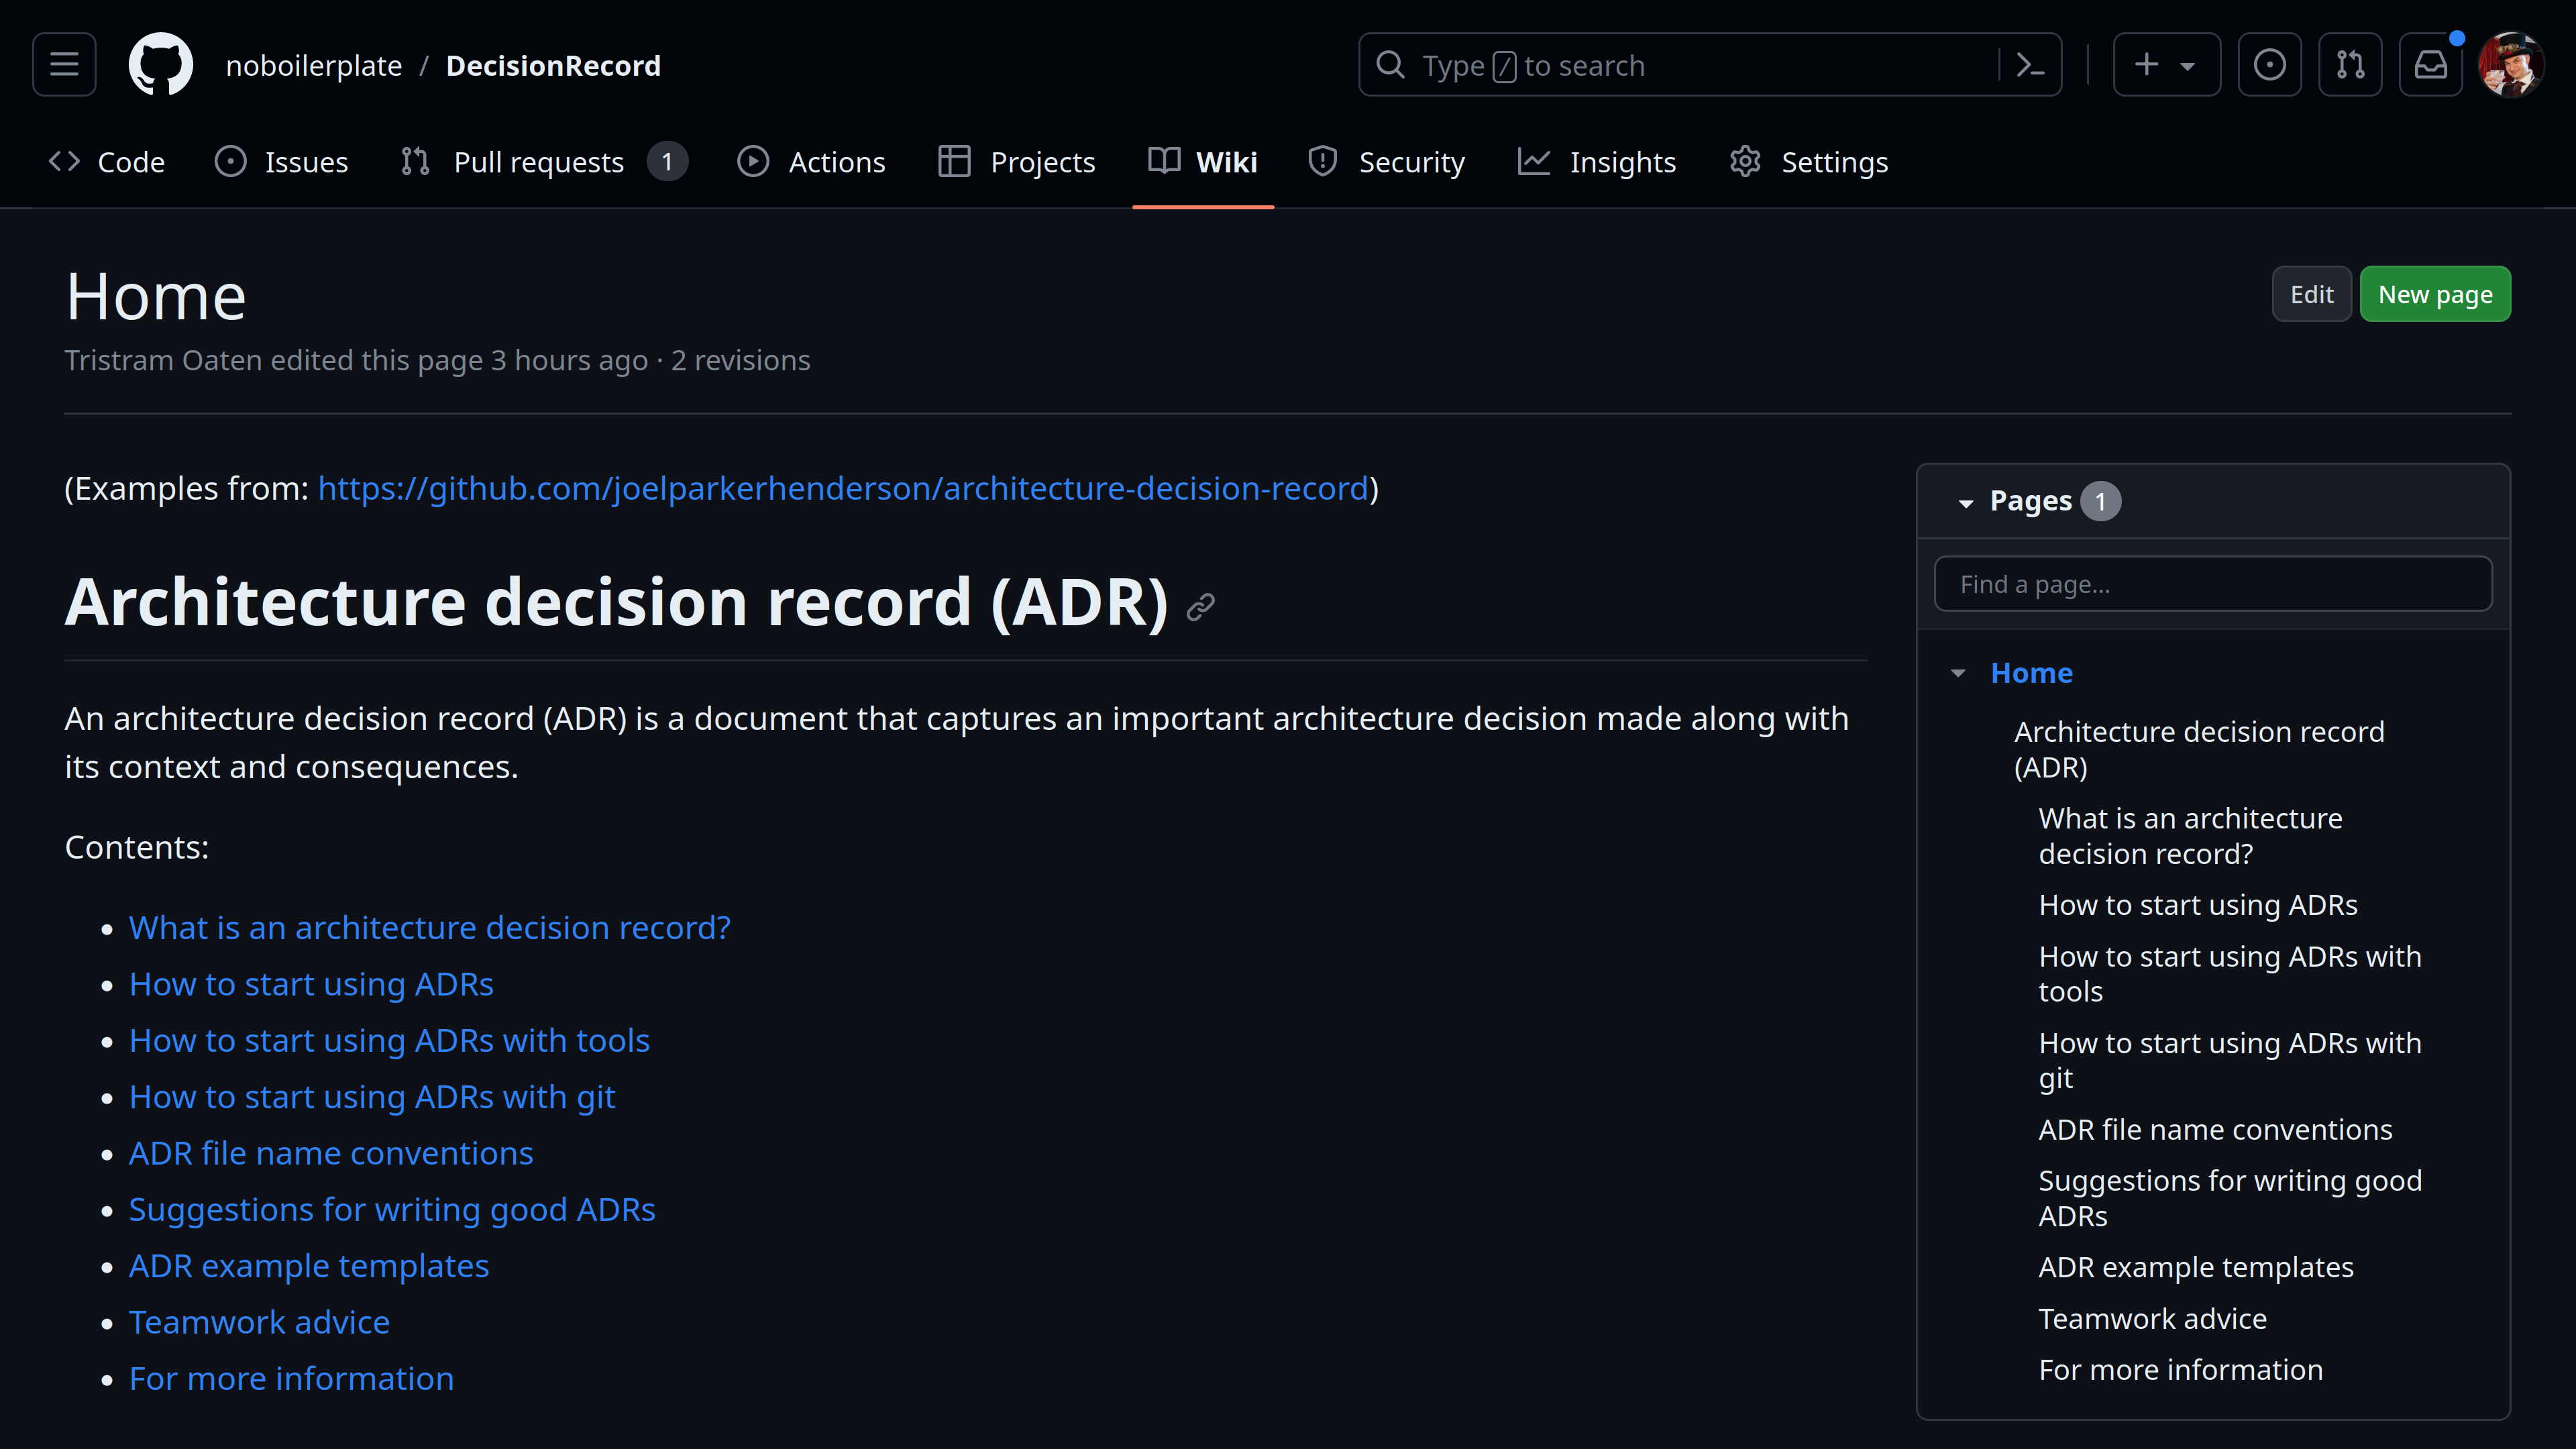 noboilerplate / DecisionRecord
Type / to search
Code
Issues
Pull requests 1
Actions
Projects
Wiki
Security
Insights
Settings
Home
Edit
New page
Tristram Oaten edited this page 3 hours ago · 2 revisions
(Examples from: https://github.com/joelparkerhenderson/architecture-decision-record)
Architecture decision record (ADR)
An architecture decision record (ADR) is a document that captures an important architecture decision made along with
its context and consequences.
Contents:
• What is an architecture decision record?
• How to start using ADRs
• How to start using ADRs with tools
• How to start using ADRs with git
• ADR file name conventions
• Suggestions for writing good ADRs
• ADR example templates
• Teamwork advice
• For more information
Pages 1
Find a page...
Home
Architecture decision record
(ADR)
What is an architecture
decision record?
How to start using ADRs
How to start using ADRs with
tools
How to start using ADRs with
git
ADR file name conventions
Suggestions for writing good
ADRs
ADR example templates
Teamwork advice
For more information